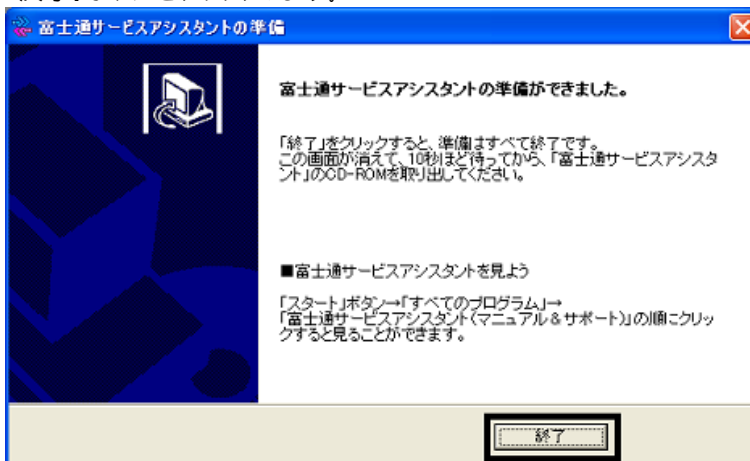 富士通サービスアシスタントの準備
富士通サービスアシスタントの準備ができました。
「終了」をクリックすると、準備はすべて終了です。
この画面が消えて、10秒ほど待ってから、「富士通サービスアシスタ
ント」のCD-ROMを取り出してください。
■富士通サービスアシスタントを見よう
「スタート」ボタン→「すべてのプログラム」→
「富士通サービスアシスタント(マニュアル&サポート)」の順にクリッ
クすると見ることができます。
終了